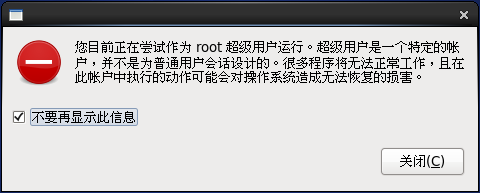 您目前正在尝试作为 root 超级用户运行。超级用户是一个特定的帐
户，并不是为普通用户会话设计的。很多程序将无法正常工作，且在
此帐户中执行的动作可能会对操作系统造成无法恢复的损害。
不要再显示此信息
关闭(C)